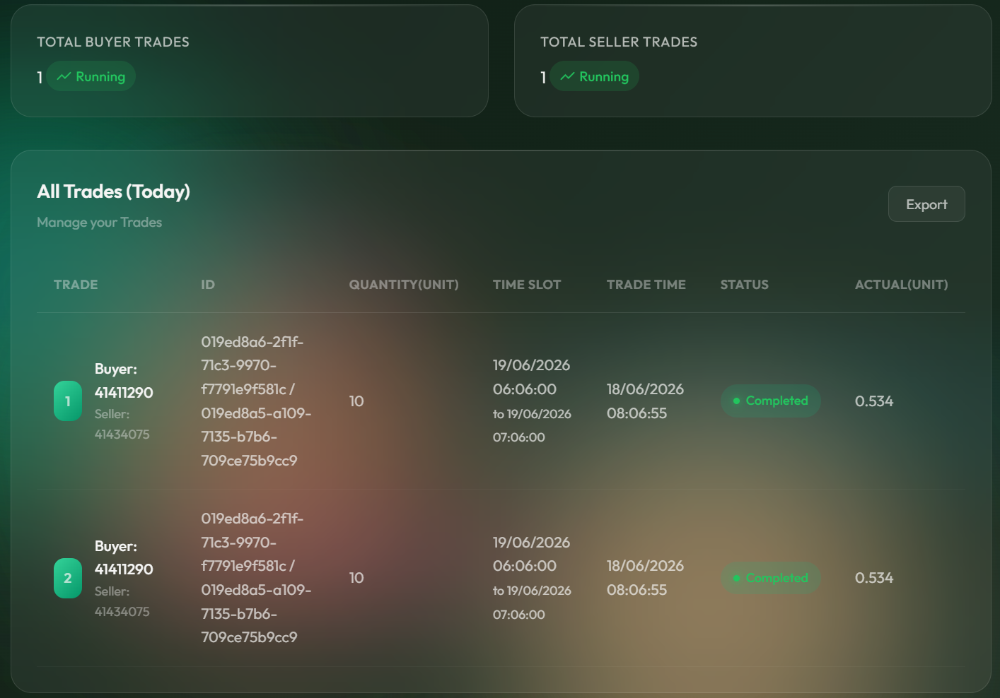 TOTAL BUYER TRADES
1 Running
TOTAL SELLER TRADES
1 Running
All Trades (Today)
Manage your Trades
Export
TRADE ID QUANTITY(UNIT) TIME SLOT TRADE TIME STATUS ACTUAL(UNIT)
1
Buyer:
41411290
Seller:
41434075
019ed8a6-2f1f-
71c3-9970-
f7791e9f581c /
019ed8a5-a109-
7135-b7b6-
709ce75b9cc9
10
19/06/2026
06:06:00
to 19/06/2026
07:06:00
18/06/2026
08:06:55
Completed
0.534
2
Buyer:
41411290
Seller:
41434075
019ed8a6-2f1f-
71c3-9970-
f7791e9f581c /
019ed8a5-a109-
7135-b7b6-
709ce75b9cc9
10
19/06/2026
06:06:00
to 19/06/2026
07:06:00
18/06/2026
08:06:55
Completed
0.534